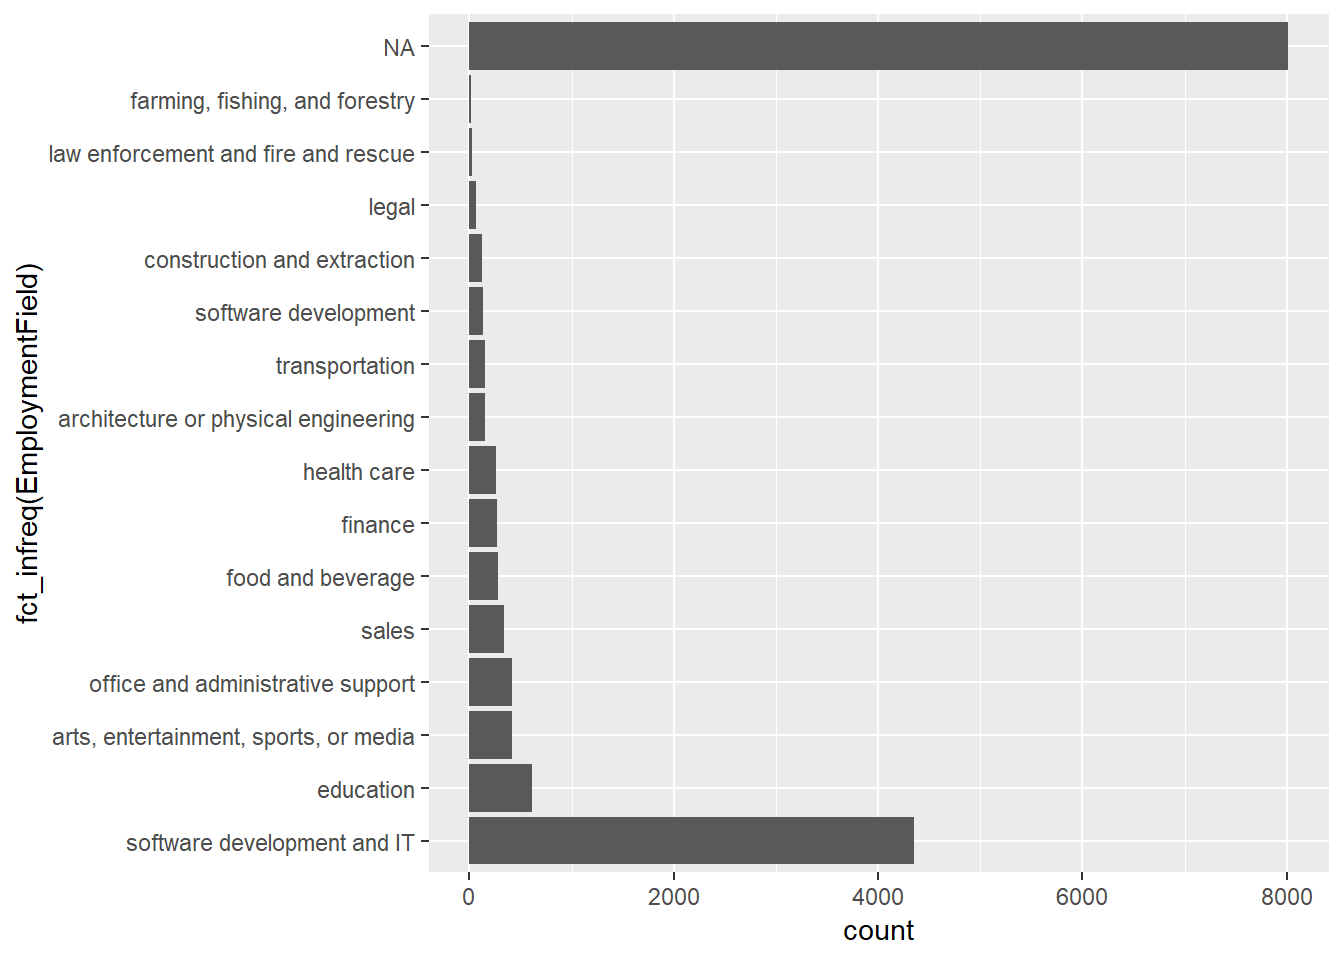 NA
farming, fishing, and forestry
law enforcement and fire and rescue
legal
construction and extraction
software development
transportation
architecture or physical engineering
health care
finance
food and beverage
sales
office and administrative support
arts, entertainment, sports, or media
education
software development and IT
fct_infreq(EmploymentField)
0 2000 4000 6000 8000
count